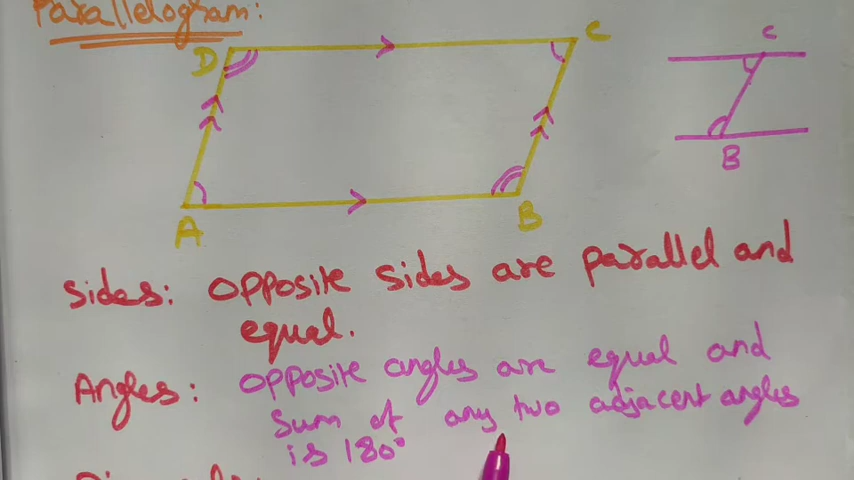 Parallelogram:
D
C
C
A
B
B
Sides: Opposite sides are parallel and
equal.
Angles: Opposite angles are equal and
Sum of any two adjacent angles
is 180°